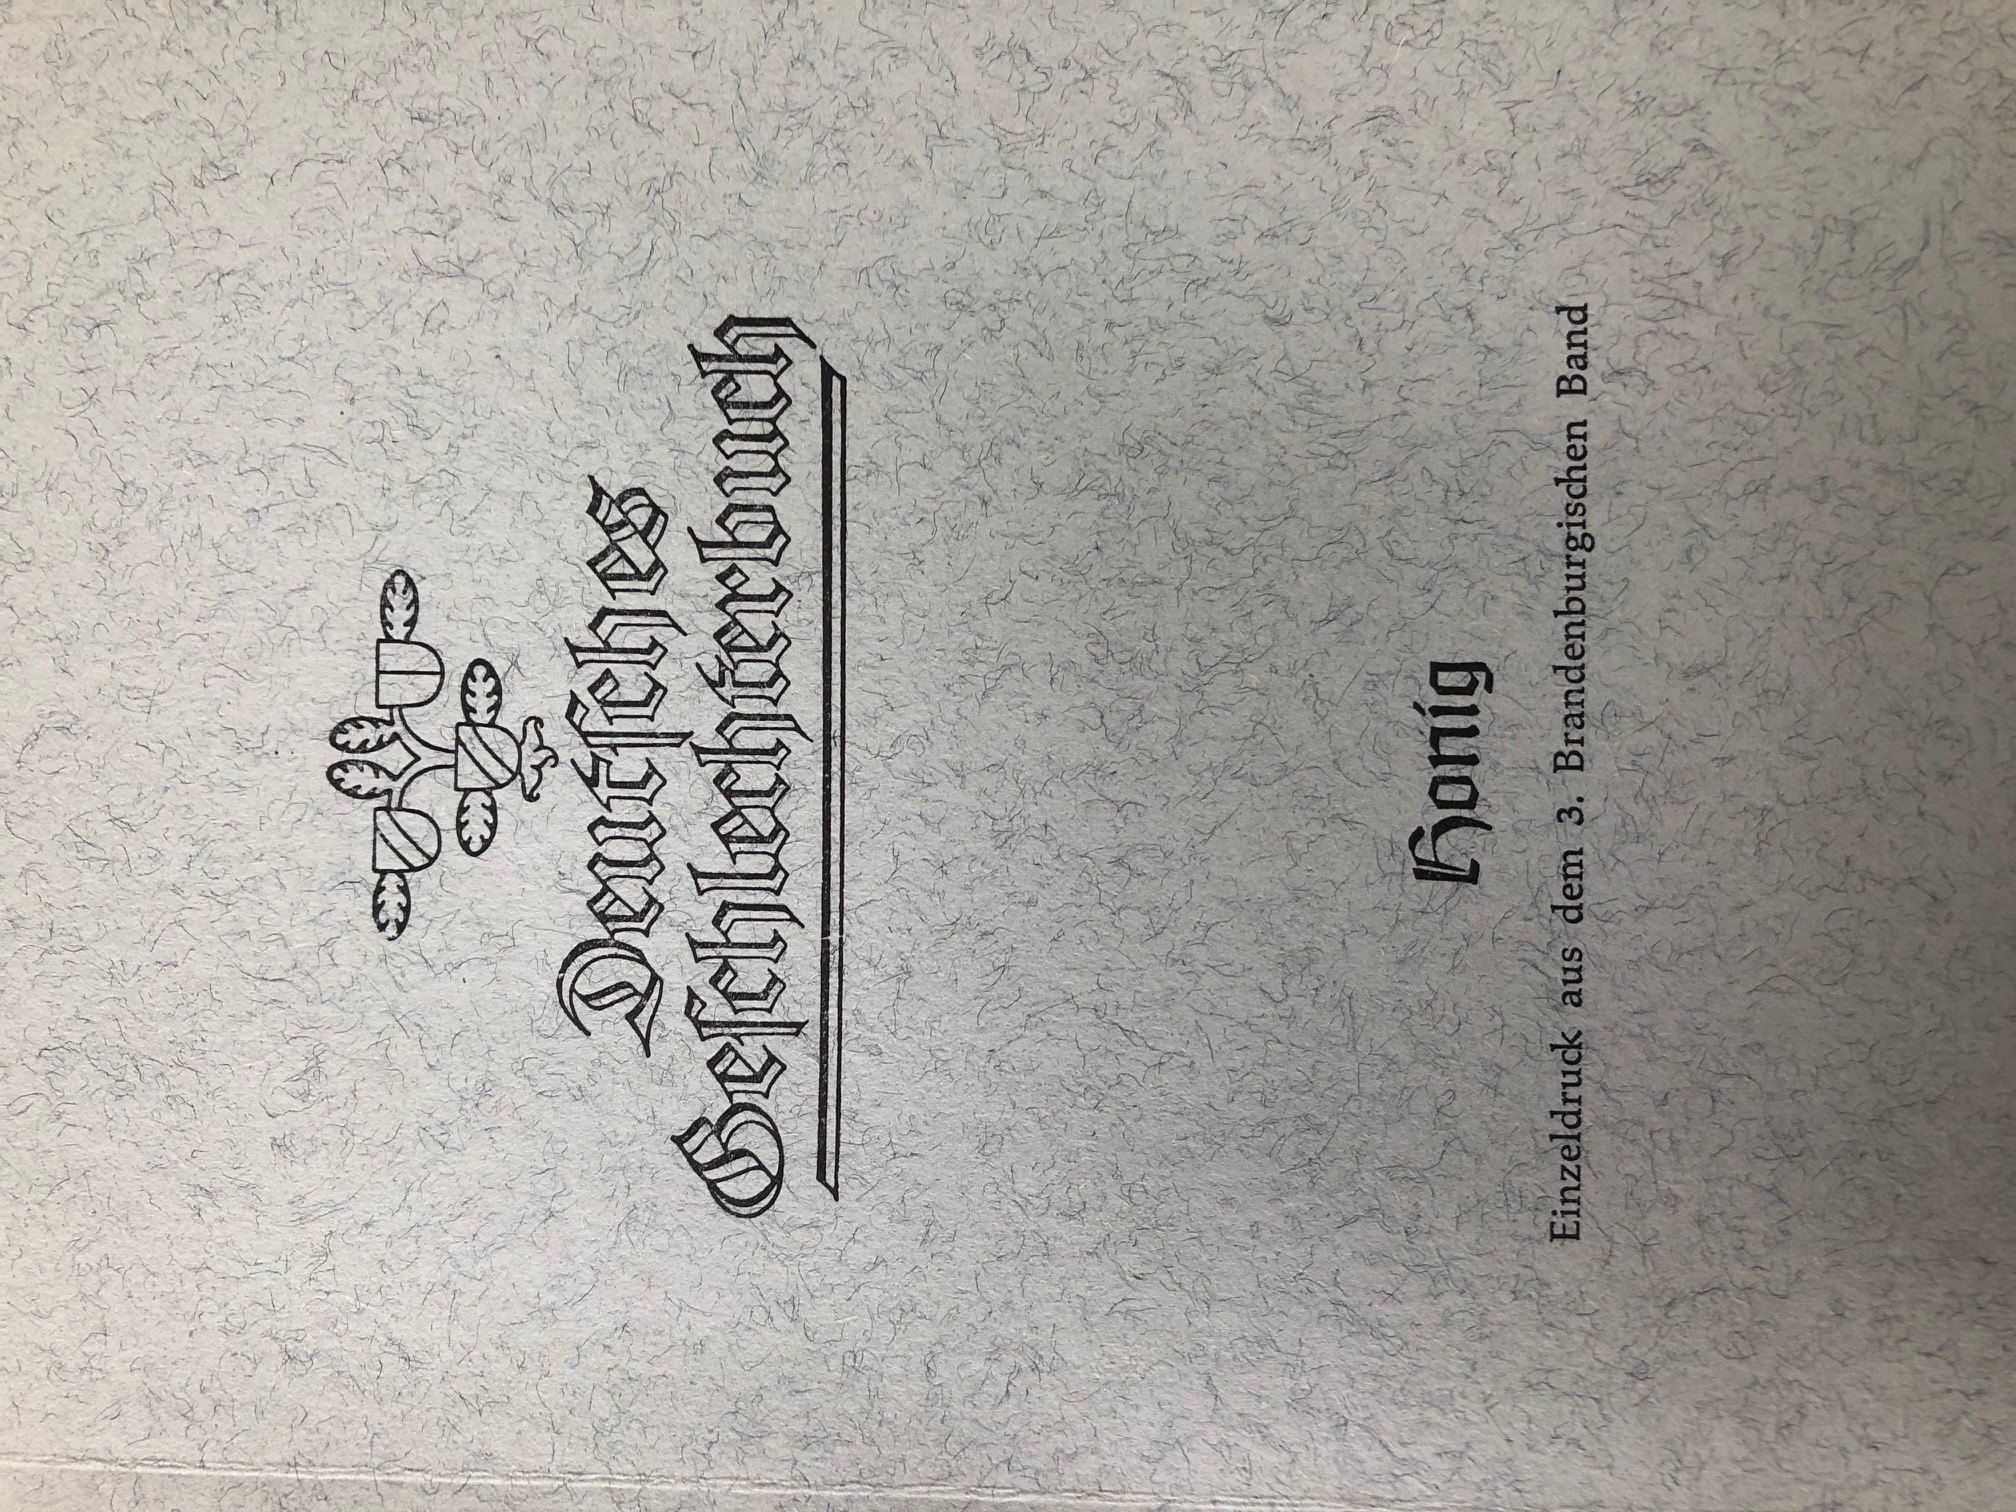 Deutſches
Geſchlechterbuch
Honig
Einzeldruck aus dem 3. Brandenburgischen Band